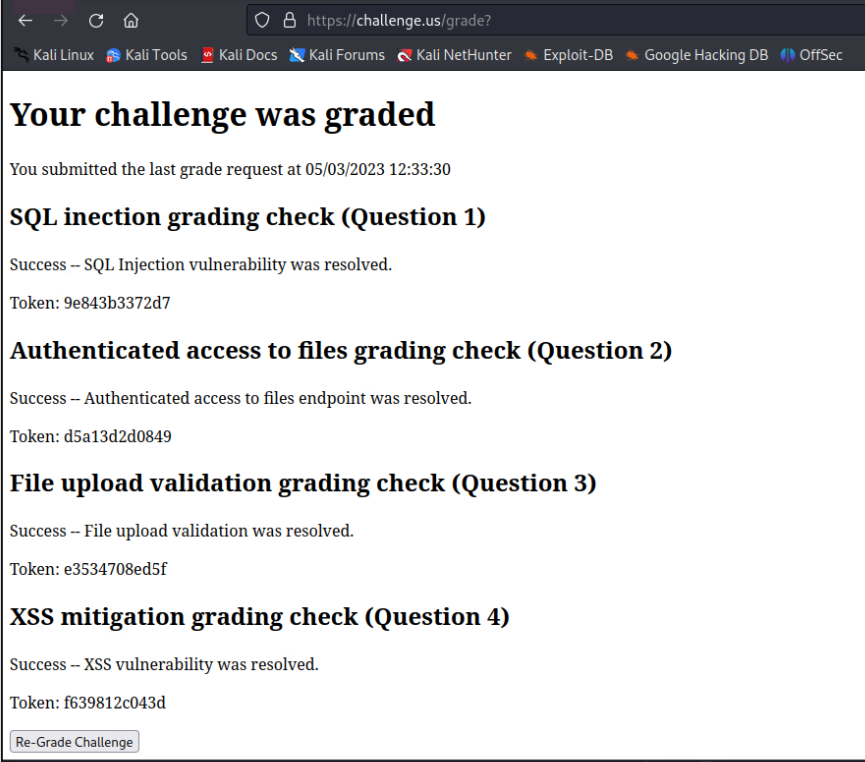 https://challenge.us/grade?
Kali Linux Kali Tools Kali Docs Kali Forums Kali NetHunter Exploit-DB Google Hacking DB OffSec
Your challenge was graded
You submitted the last grade request at 05/03/2023 12:33:30
SQL inection grading check (Question 1)
Success -- SQL Injection vulnerability was resolved.
Token: 9e843b3372d7
Authenticated access to files grading check (Question 2)
Success -- Authenticated access to files endpoint was resolved.
Token: d5a13d2d0849
File upload validation grading check (Question 3)
Success -- File upload validation was resolved.
Token: e3534708ed5f
XSS mitigation grading check (Question 4)
Success -- XSS vulnerability was resolved.
Token: f639812c043d
Re-Grade Challenge